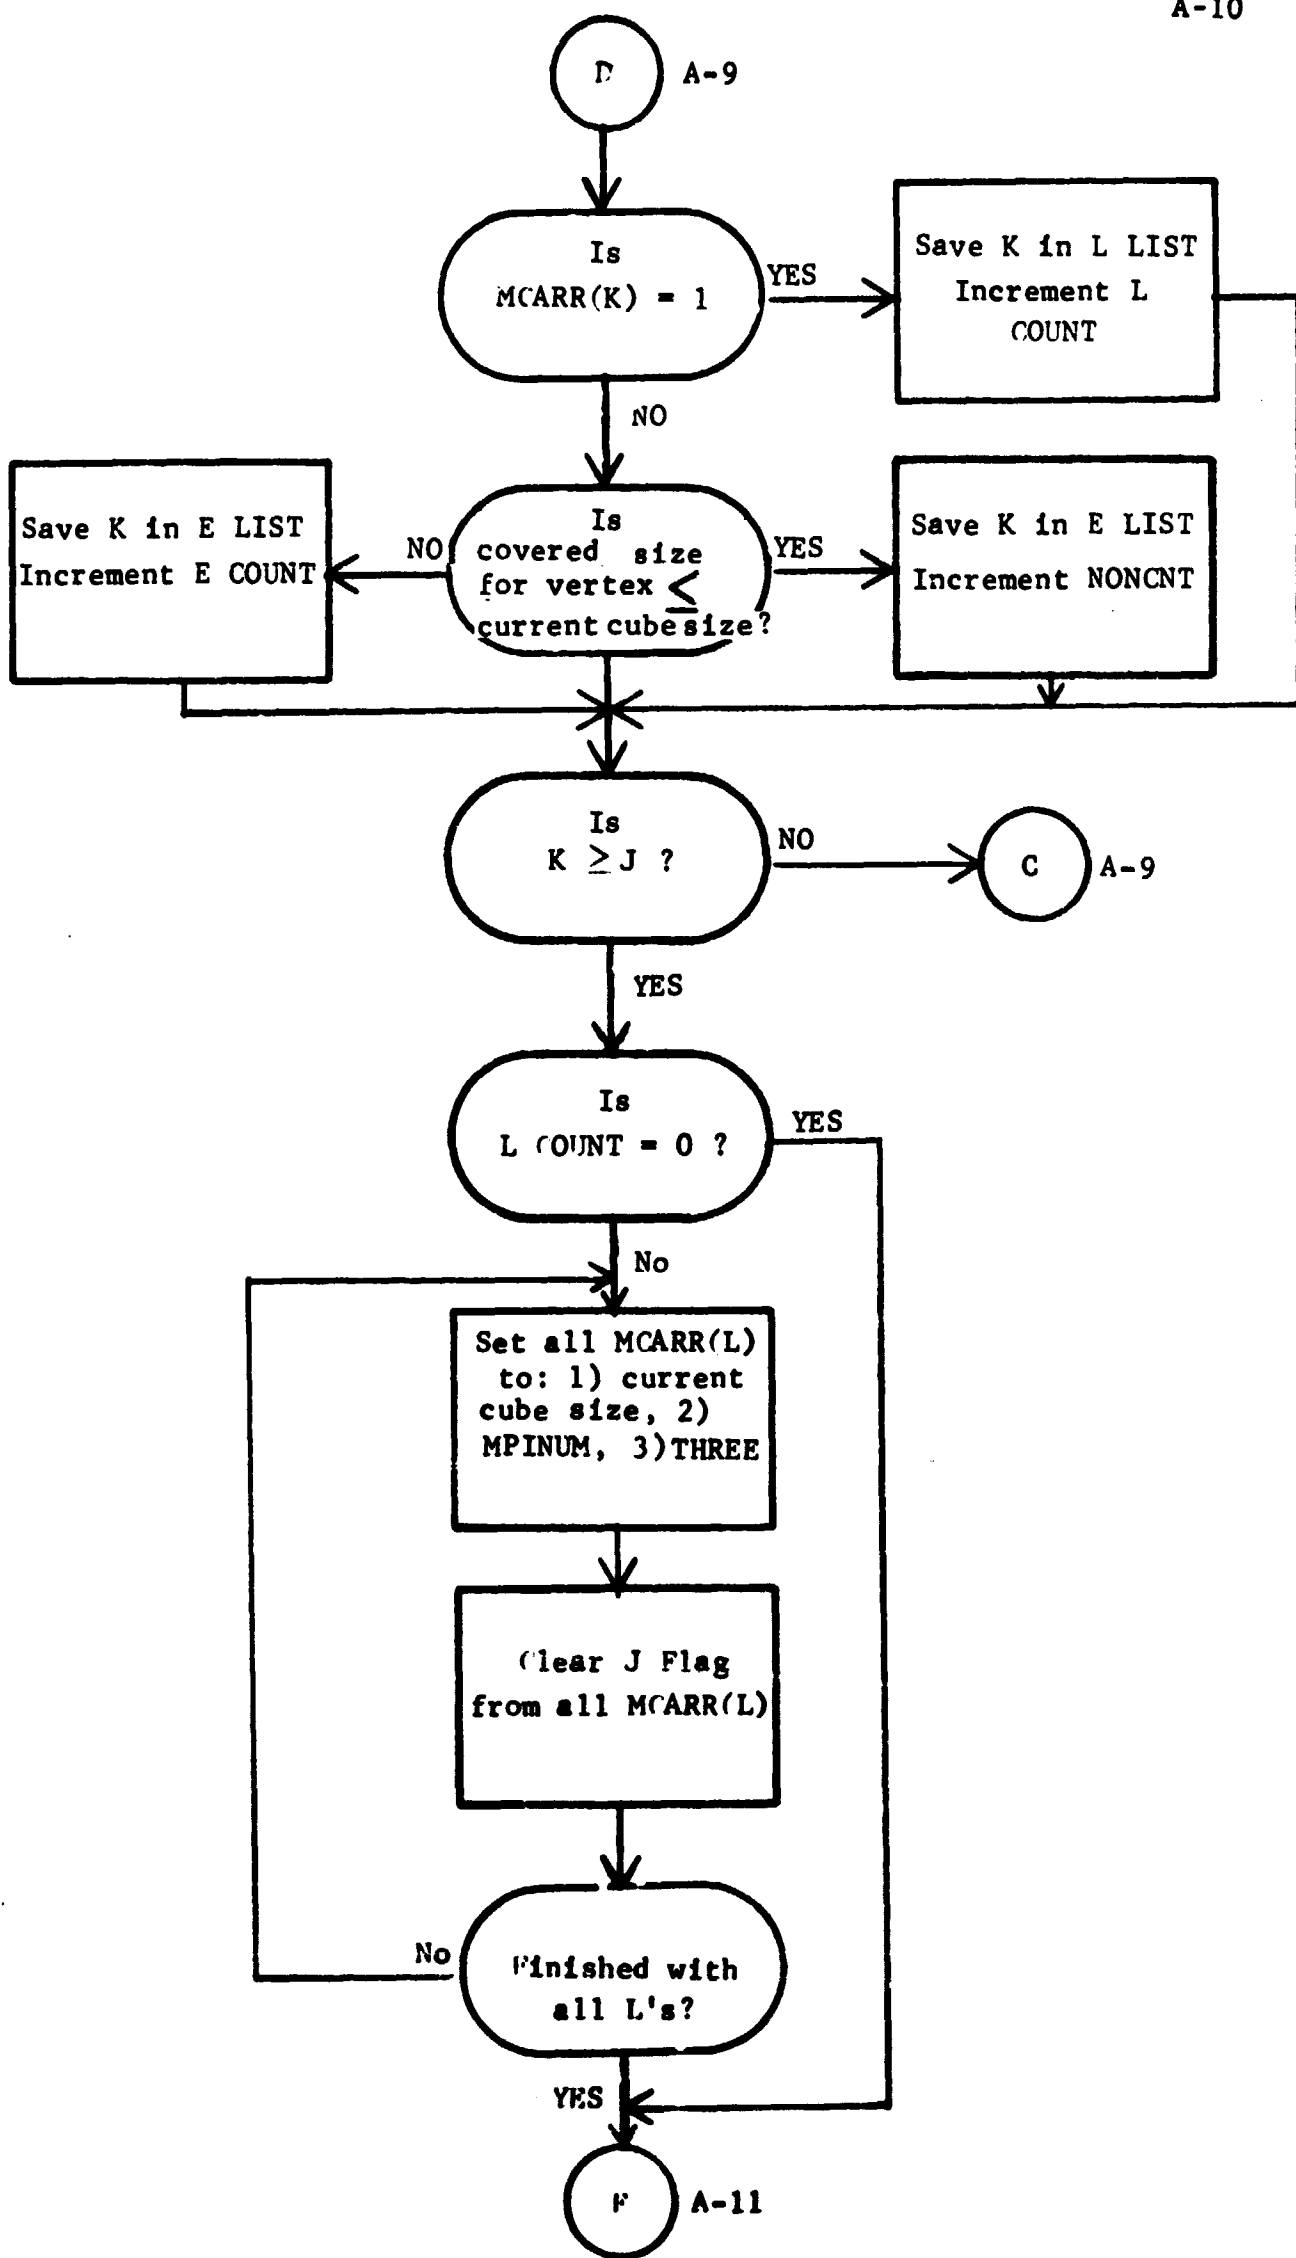 A-10
D A-9
Is
MCARR(K) = 1
YES
Save K in L LIST
Increment L
COUNT
NO
Save K in E LIST
Increment E COUNT
NO
Is
covered size
for vertex ≤
current cube size?
YES
Save K in E LIST
Increment NONCNT
Is
K ≥ J ?
NO
C A-9
YES
Is
L COUNT = 0 ?
YES
No
Set all MCARR(L)
to: 1) current
cube size, 2)
MPINUM, 3)THREE
Clear J Flag
from all MCARR(L)
No
Finished with
all L's?
YES
F A-11